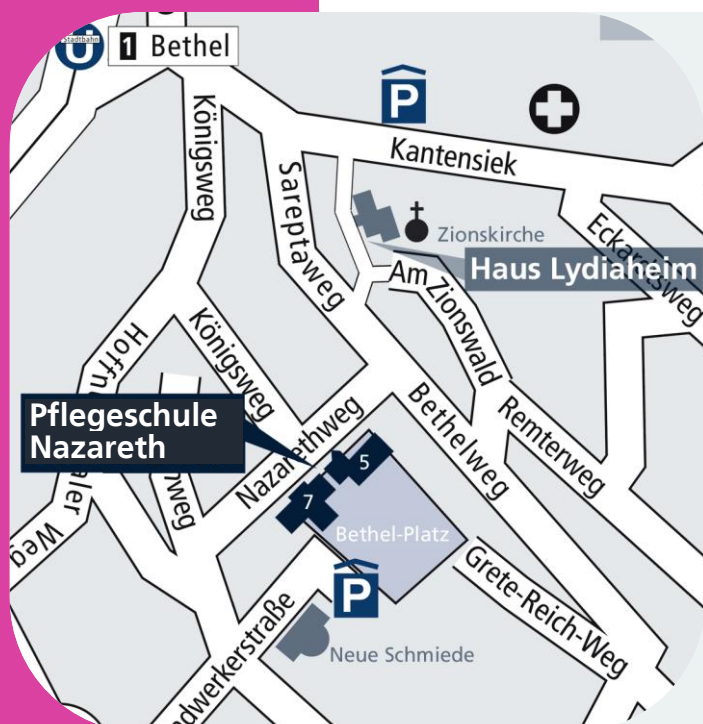 Stadtbahn
1 Bethel
P
Königsweg
Kantensiek
Sareptaweg
Zionskirche
Haus Lydiaheim
Am Zionswald
Königsweg
Pflegeschule
Nazareth
Nazarethweg
5
7
Bethelweg
Remterweg
Bethel-Platz
Weg
P
Grete-Reich-Weg
Neue Schmiede